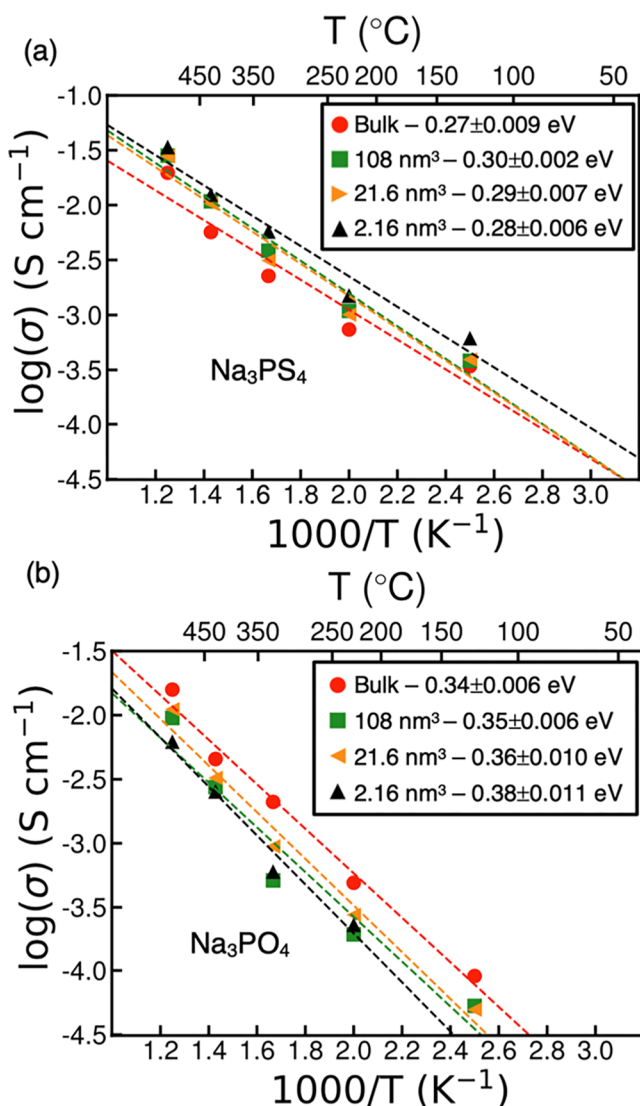 (a)
T (°C)
450 320 250 200 150 100 50
-1.0
-1.5
-2.0
-2.5
-3.0
-3.5
-4.0
-4.5
log(σ) (S cm⁻¹)
Bulk – 0.27±0.009 eV
108 nm³ – 0.30±0.002 eV
21.6 nm³ – 0.29±0.007 eV
2.16 nm³ – 0.28±0.006 eV
Na₃PS₄
1.2 1.4 1.6 1.8 2.0 2.2 2.4 2.6 2.8 3.0
1000/T (K⁻¹)
(b)
T (°C)
450 320 250 200 150 100 50
-1.5
-2.0
-2.5
-3.0
-3.5
-4.0
-4.5
log(σ) (S cm⁻¹)
Bulk – 0.34±0.006 eV
108 nm³ – 0.35±0.006 eV
21.6 nm³ – 0.36±0.010 eV
2.16 nm³ – 0.38±0.011 eV
Na₃PO₄
1.2 1.4 1.6 1.8 2.0 2.2 2.4 2.6 2.8 3.0
1000/T (K⁻¹)